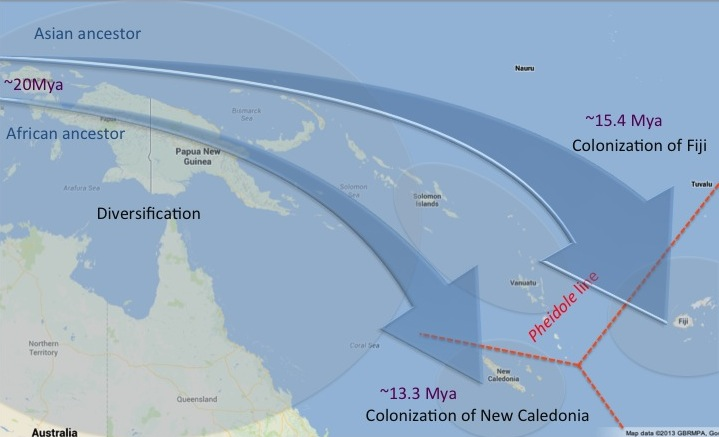 Asian ancestor
Nauru
~20Mya
Papua
Bismarck
Sea
~15.4 Mya
African ancestor
Colonization of Fiji
Papua New
Guinea
Arafura Sea
Solomon
Sea
Solomon
Islands
Tuvalu
Diversification
Vanuatu
Pheidole line
Fiji
Northern
Territory
Coral Sea
New
Caledonia
~13.3 Mya
Queensland
Colonization of New Caledonia
Australia
Map data ©2013 GBRMPA, Goo